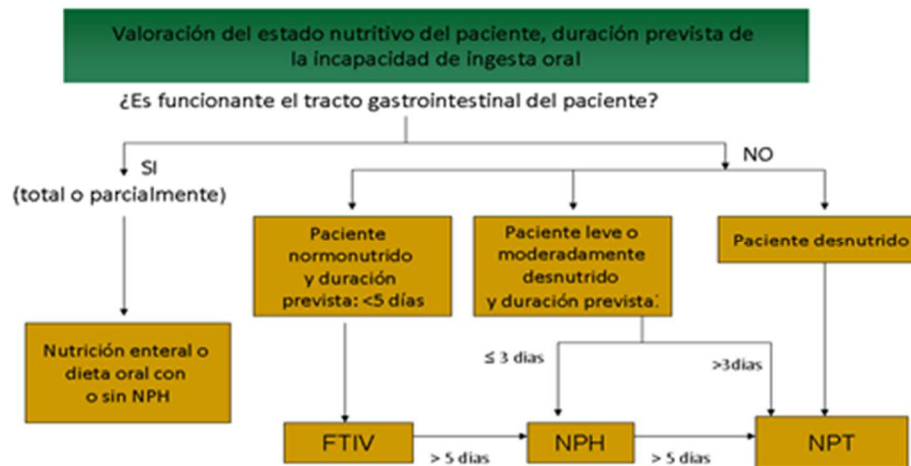 Valoración del estado nutritivo del paciente, duración prevista de
la incapacidad de ingesta oral
¿Es funcionante el tracto gastrointestinal del paciente?
SI
(total o parcialmente)
NO
Paciente
normonutrido
y duración
prevista: <5 días
Paciente leve o
moderadamente
desnutrido
y duración prevista:
Paciente desnutrido
Nutrición enteral o
dieta oral con
o sin NPH
≤ 3 dias
>3dias
FTIV
> 5 dias
NPH
> 5 dias
NPT